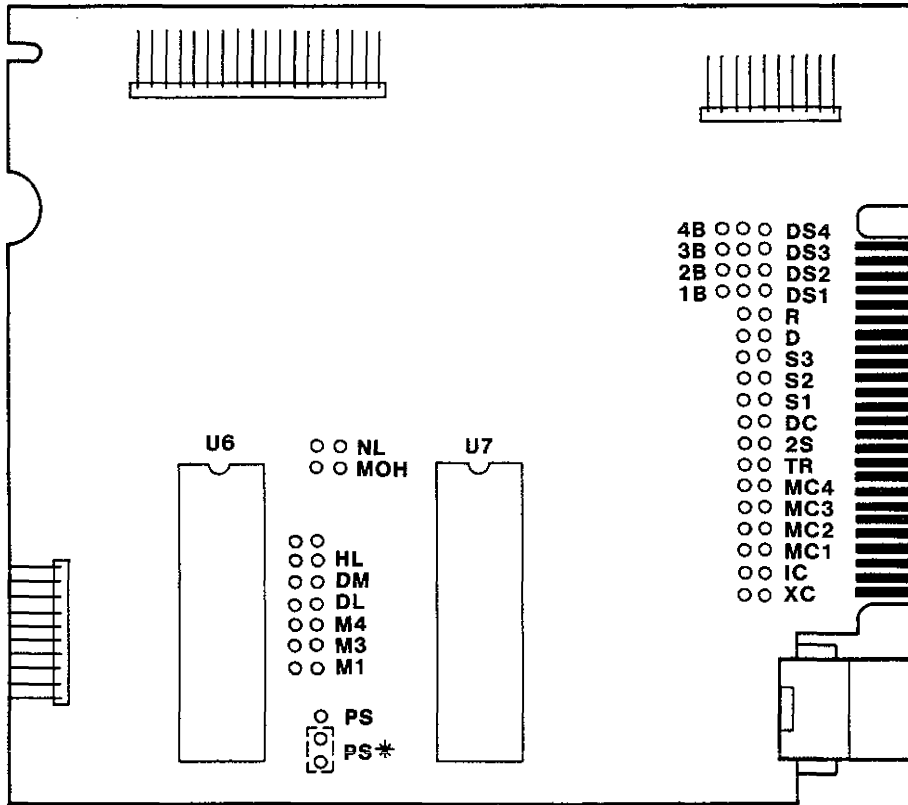 4B DS4
3B DS3
2B DS2
1B DS1
R
D
S3
S2
S1
DC
2S
TR
MC4
MC3
MC2
MC1
IC
XC
U6
NL
MOH
U7
HL
DM
DL
M4
M3
M1
PS
PS*